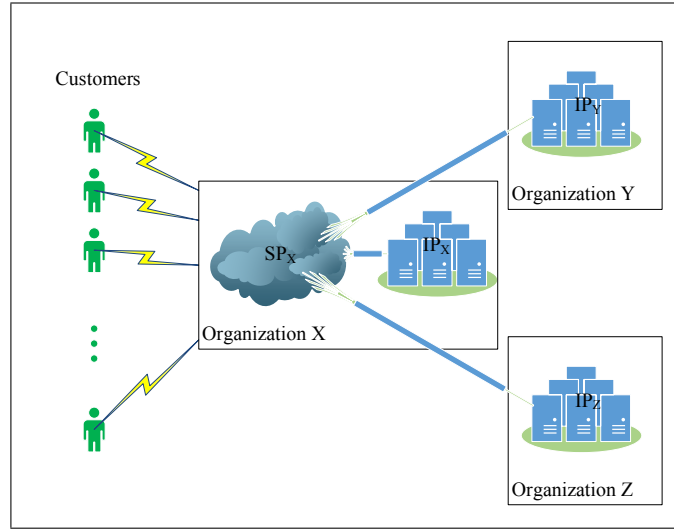 Customers
IP_Y
Organization Y
SP_X
IP_X
Organization X
IP_Z
Organization Z